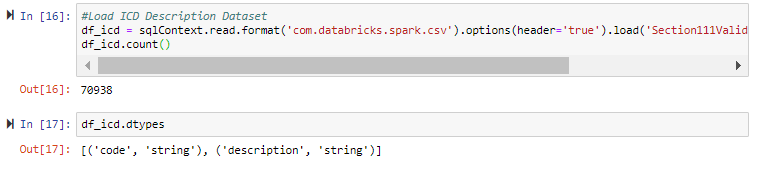 In [16]: #Load ICD Description Dataset
df_icd = sqlContext.read.format('com.databricks.spark.csv').options(header='true').load('Section111Valid
df_icd.count()
Out[16]: 70938
In [17]: df_icd.dtypes
Out[17]: [('code', 'string'), ('description', 'string')]